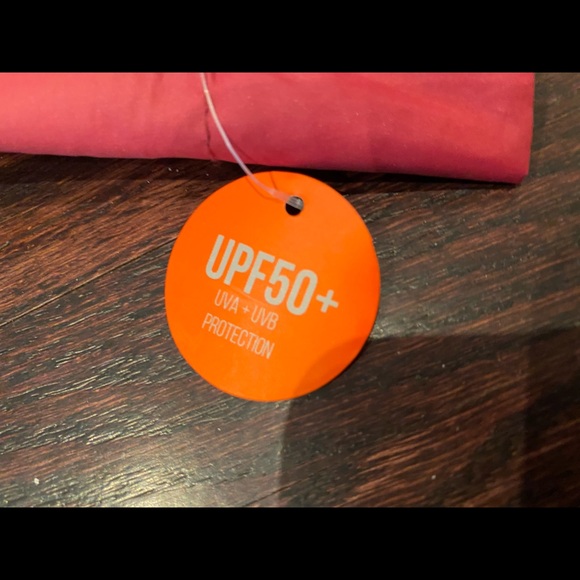 UPF50+
UVA + UVB
PROTECTION